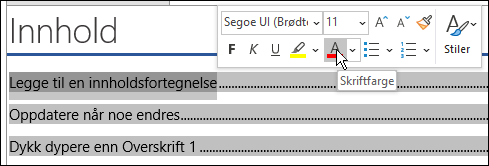 Innhold
Segoe UI (Brødte
11
A A
F K U A Stiler
Skriftfarge
Legge til en innholdsfortegnelse
Oppdatere når noe endres
Dykk dypere enn Overskrift 1